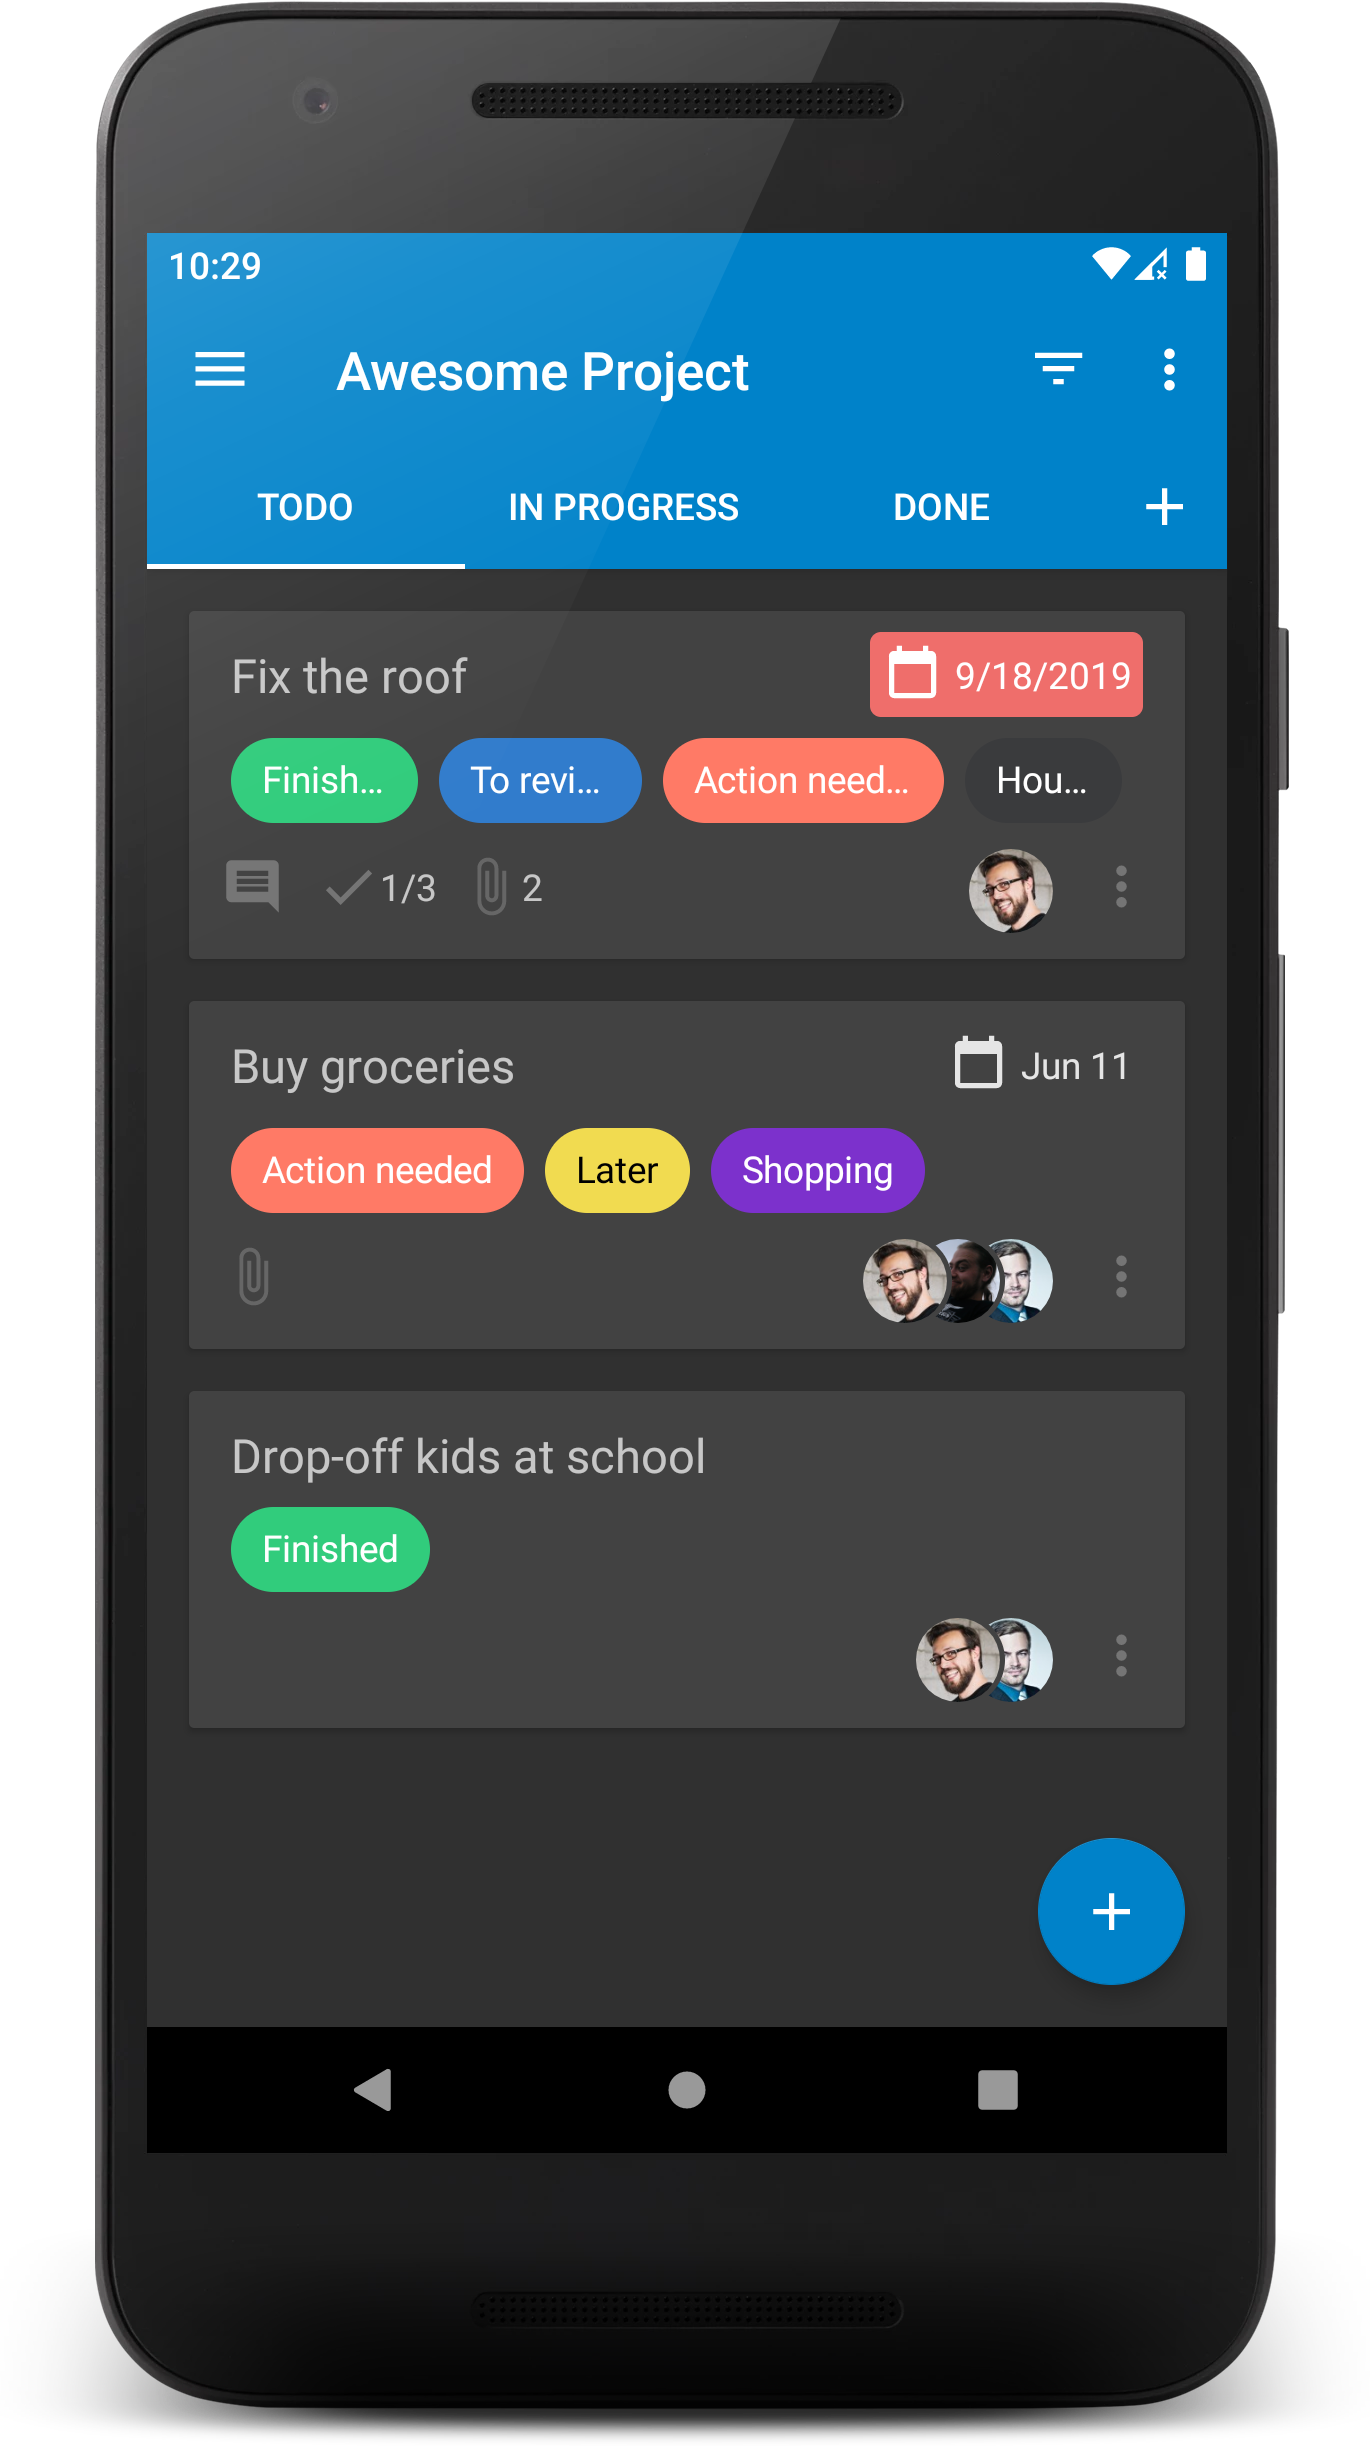 10:29
Awesome Project
TODO IN PROGRESS DONE
Fix the roof 9/18/2019
Finish... To revi... Action need... Hou...
1/3 2
Buy groceries Jun 11
Action needed Later Shopping
Drop-off kids at school
Finished